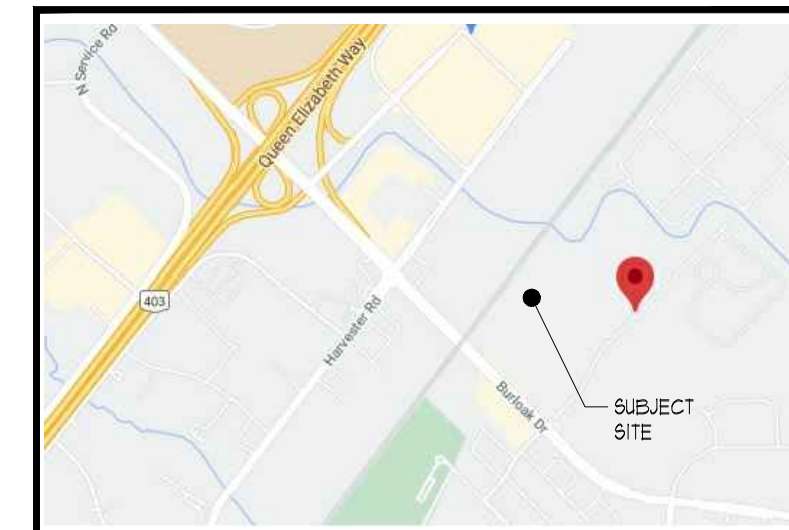 N Service Rd
Queen Elizabeth Way
403
Harvester Rd
Burloak Dr
SUBJECT
SITE